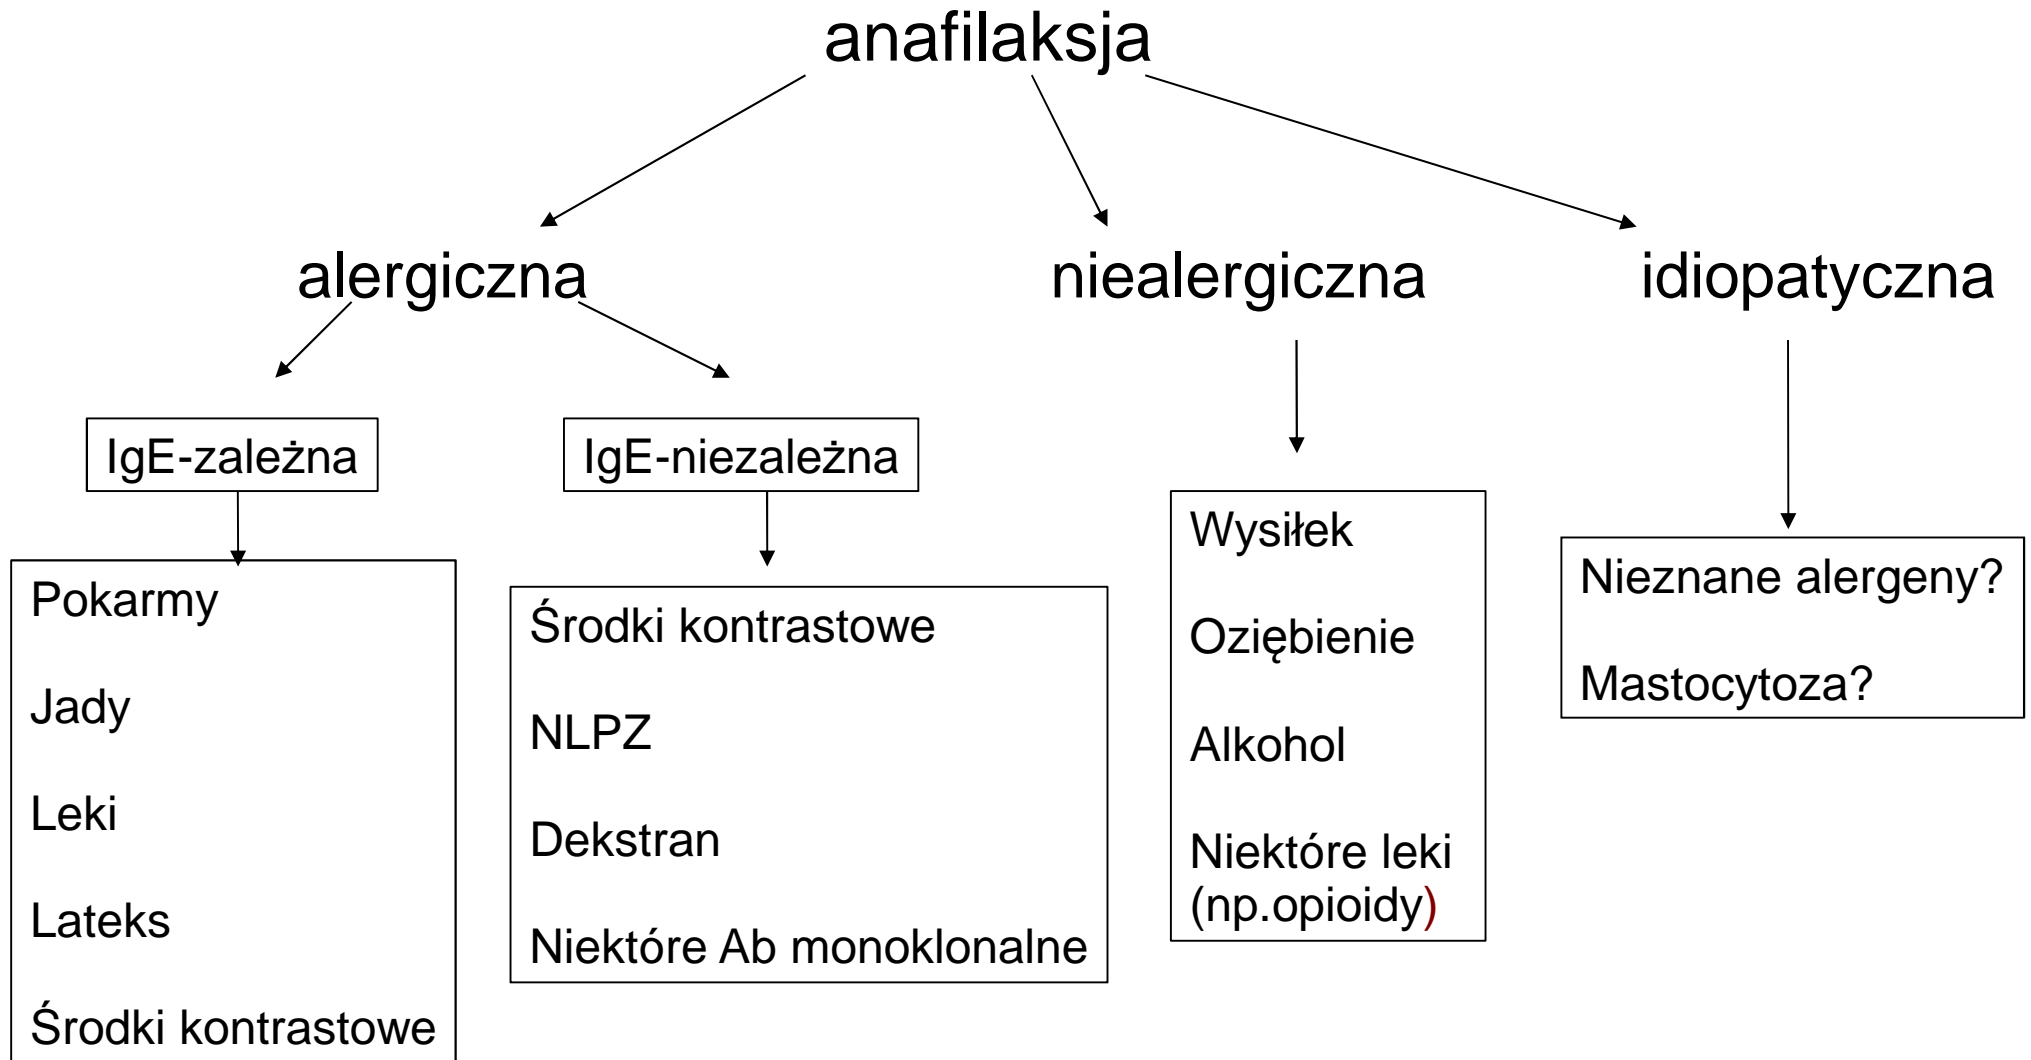 anafilaksja
alergiczna
niealergiczna
idiopatyczna
IgE-zależna
IgE-niezależna
Pokarmy
Jady
Leki
Lateks
Środki kontrastowe
Środki kontrastowe
NLPZ
Dekstran
Niektóre Ab monoklonalne
Wysiłek
Oziębienie
Alkohol
Niektóre leki
(np.opioidy)
Nieznane alergeny?
Mastocytoza?